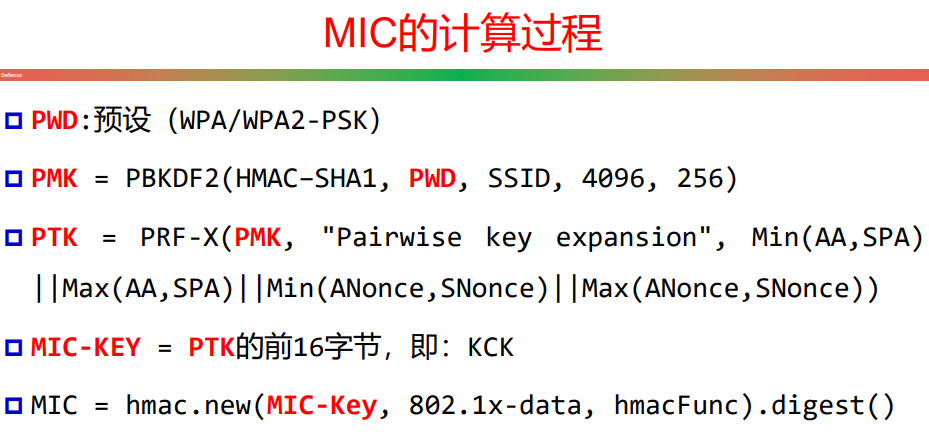 MIC的计算过程
Defense
PWD:预设（WPA/WPA2-PSK）
PMK = PBKDF2(HMAC–SHA1, PWD, SSID, 4096, 256)
PTK = PRF-X(PMK, "Pairwise key expansion", Min(AA,SPA)
||Max(AA,SPA)||Min(ANonce,SNonce)||Max(ANonce,SNonce))
MIC-KEY = PTK的前16字节，即：KCK
MIC = hmac.new(MIC-Key, 802.1x-data, hmacFunc).digest()